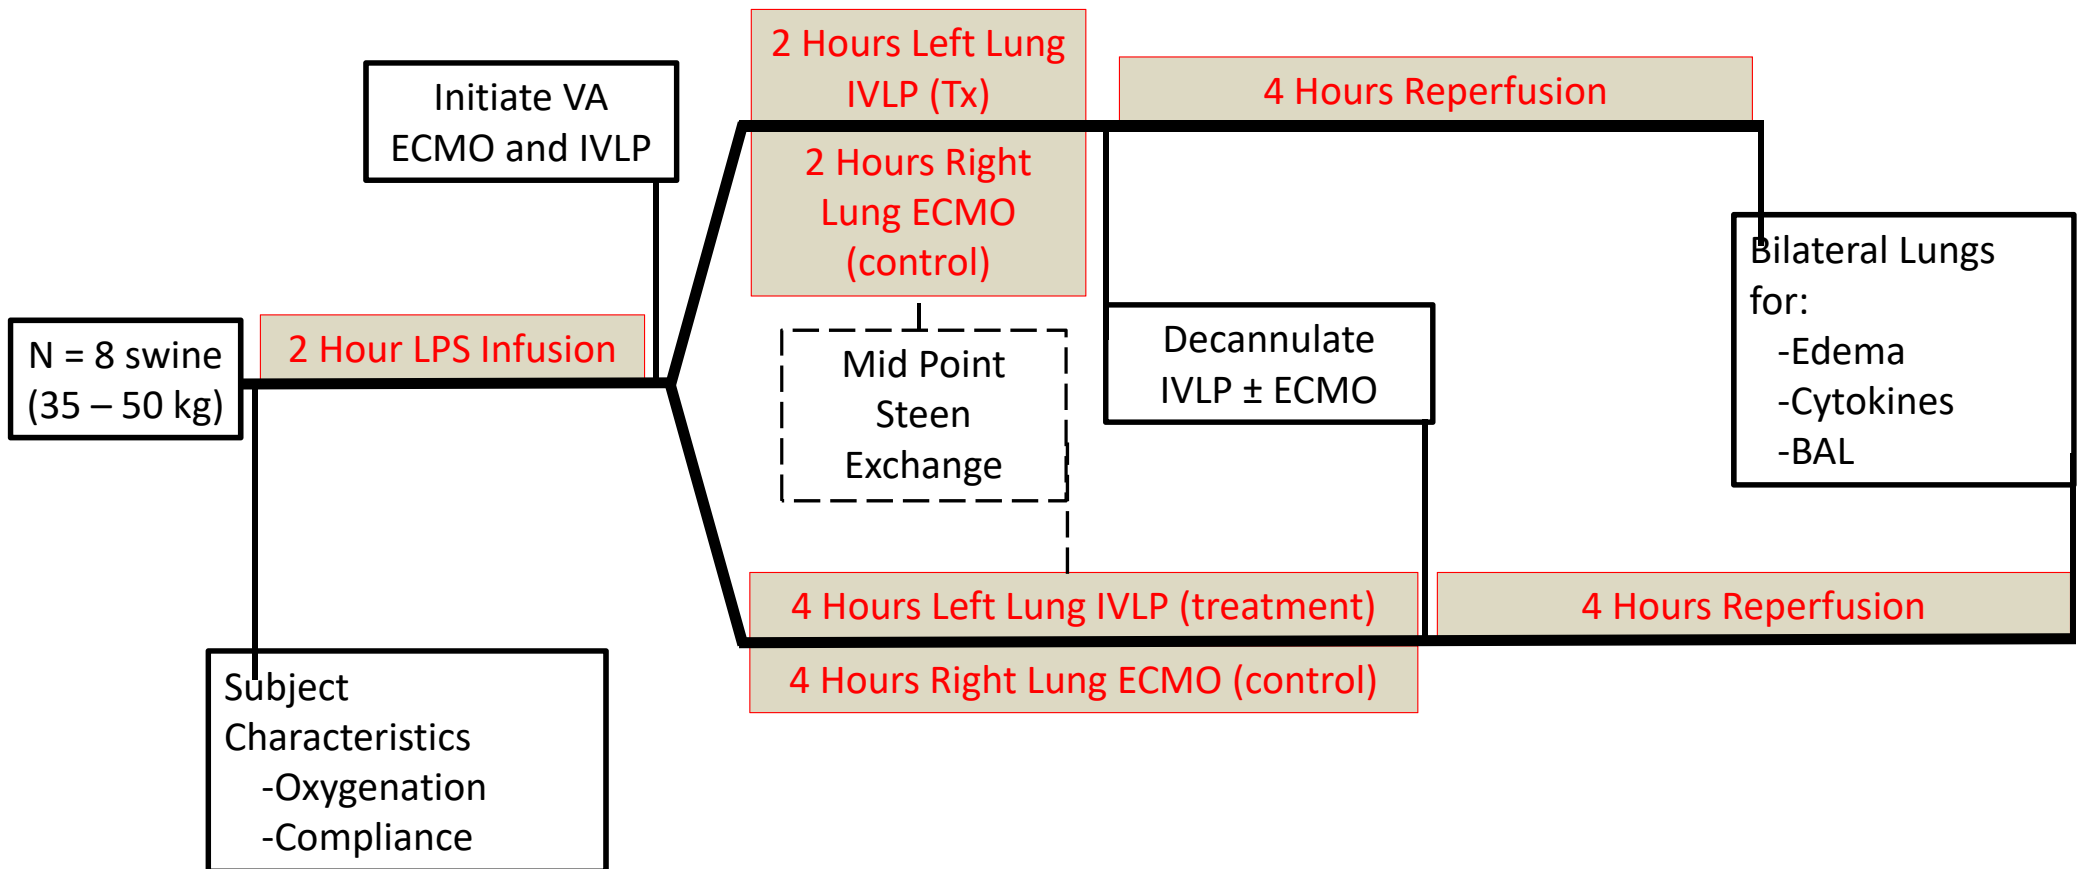 N = 8 swine
(35 – 50 kg)
2 Hour LPS Infusion
Subject
Characteristics
-Oxygenation
-Compliance
Initiate VA
ECMO and IVLP
2 Hours Left Lung
IVLP (Tx)
2 Hours Right
Lung ECMO
(control)
4 Hours Reperfusion
Mid Point
Steen
Exchange
Decannulate
IVLP ± ECMO
4 Hours Left Lung IVLP (treatment)
4 Hours Right Lung ECMO (control)
4 Hours Reperfusion
Bilateral Lungs
for:
-Edema
-Cytokines
-BAL